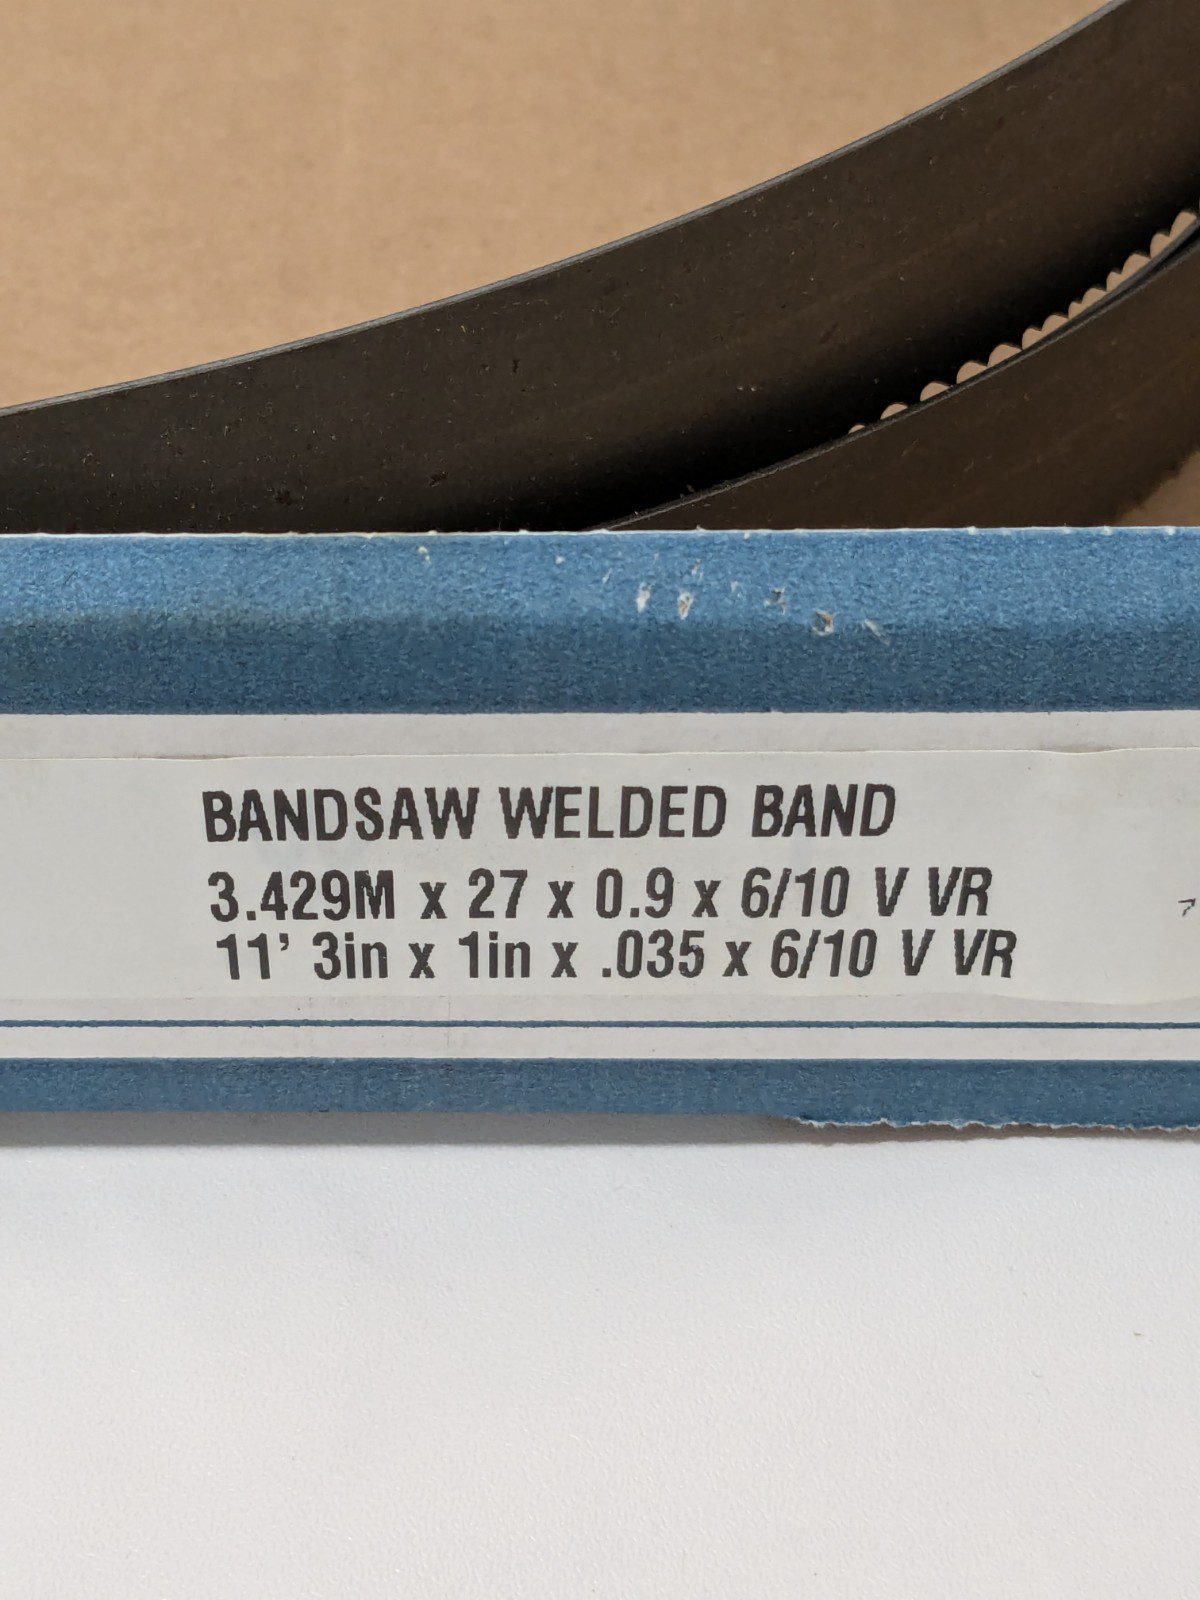 BANDSAW WELDED BAND
3.429M x 27 x 0.9 x 6/10 V VR
11' 3in x 1in x .035 x 6/10 V VR